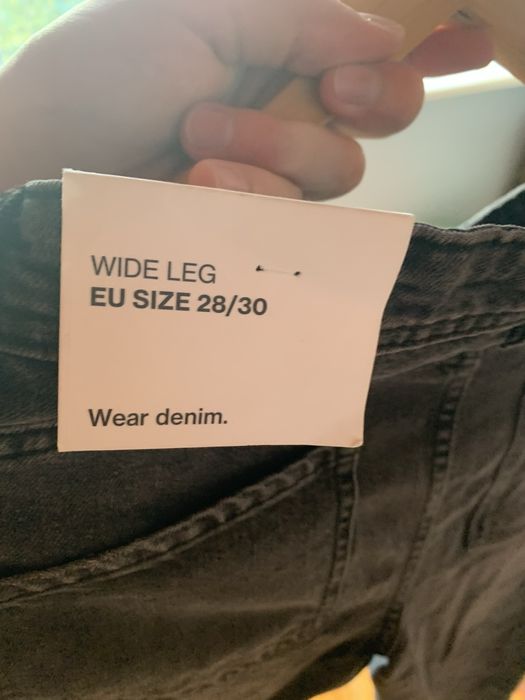 WIDE LEG
EU SIZE 28/30
Wear denim.